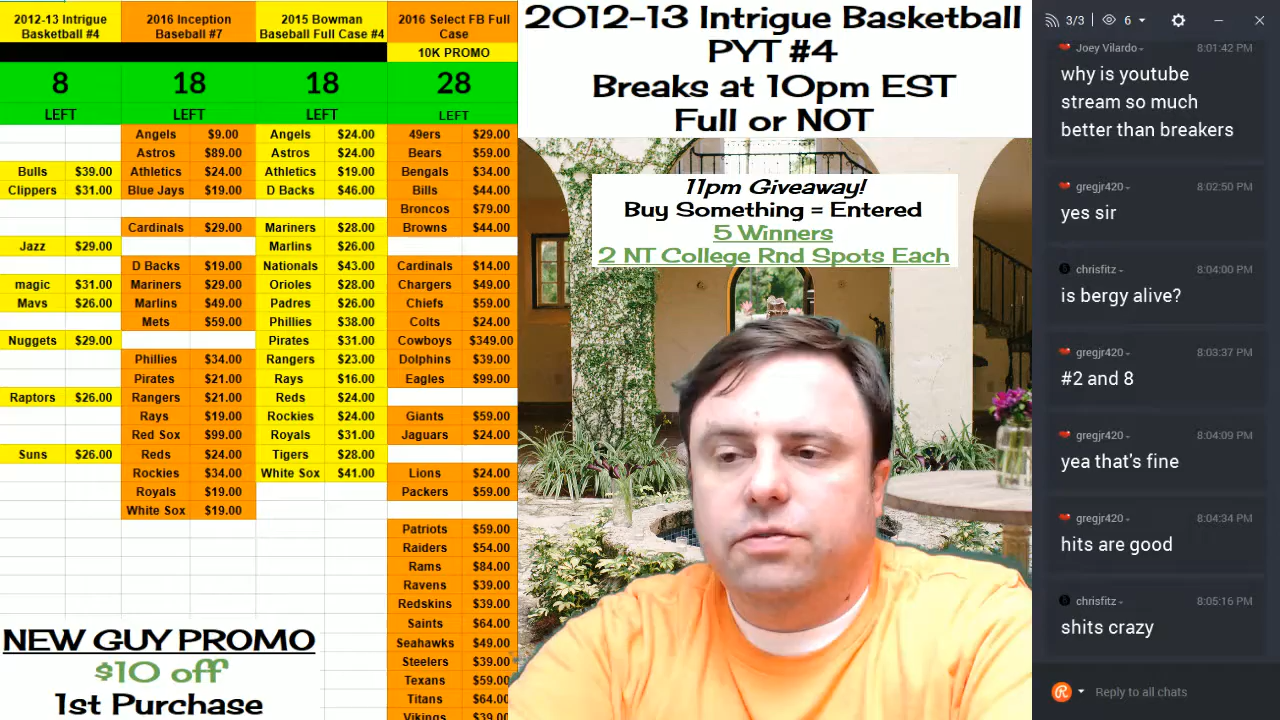 2012-13 Intrigue
Basketball #4
8
LEFT
Bulls $39.00
Clippers $31.00
Jazz $29.00
magic $31.00
Mavs $26.00
Nuggets $29.00
Raptors $26.00
Suns $26.00
2016 Inception
Baseball #7
18
LEFT
Angels $9.00
Astros $89.00
Athletics $24.00
Blue Jays $19.00
Cardinals $29.00
D Backs $19.00
Mariners $29.00
Marlins $49.00
Mets $59.00
Phillies $34.00
Pirates $21.00
Rangers $21.00
Rays $19.00
Red Sox $99.00
Reds $24.00
Rockies $34.00
Royals $19.00
White Sox $19.00
2015 Bowman
Baseball Full Case #4
18
LEFT
Angels $24.00
Astros $24.00
Athletics $19.00
D Backs $46.00
Mariners $28.00
Marlins $26.00
Nationals $43.00
Orioles $28.00
Padres $26.00
Phillies $38.00
Pirates $31.00
Rangers $23.00
Rays $16.00
Reds $24.00
Rockies $24.00
Royals $31.00
Tigers $28.00
White Sox $41.00
2016 Select FB Full
Case
10K PROMO
28
LEFT
49ers $29.00
Bears $59.00
Bengals $34.00
Bills $44.00
Broncos $79.00
Browns $44.00
Cardinals $14.00
Chargers $49.00
Chiefs $59.00
Colts $24.00
Cowboys $349.00
Dolphins $39.00
Eagles $99.00
Giants $59.00
Jaguars $24.00
Lions $24.00
Packers $59.00
Patriots $59.00
Raiders $54.00
Rams $84.00
Ravens $39.00
Redskins $39.00
Saints $64.00
Seahawks $49.00
Steelers $39.00
Texans $59.00
Titans $64.00
Vikings $39.00
NEW GUY PROMO
$10 off
1st Purchase
2012-13 Intrigue Basketball
PYT #4
Breaks at 10pm EST
Full or NOT
11pm Giveaway!
Buy Something = Entered
5 Winners
2 NT College Rnd Spots Each
3/3 6
Joey Vilardo 8:01:42 PM
why is youtube
stream so much
better than breakers
gregjr420 8:02:50 PM
yes sir
chrisfitz 8:04:00 PM
is bergy alive?
gregjr420 8:03:37 PM
#2 and 8
gregjr420 8:04:09 PM
yea that's fine
gregjr420 8:04:34 PM
hits are good
chrisfitz 8:05:16 PM
shits crazy
Reply to all chats